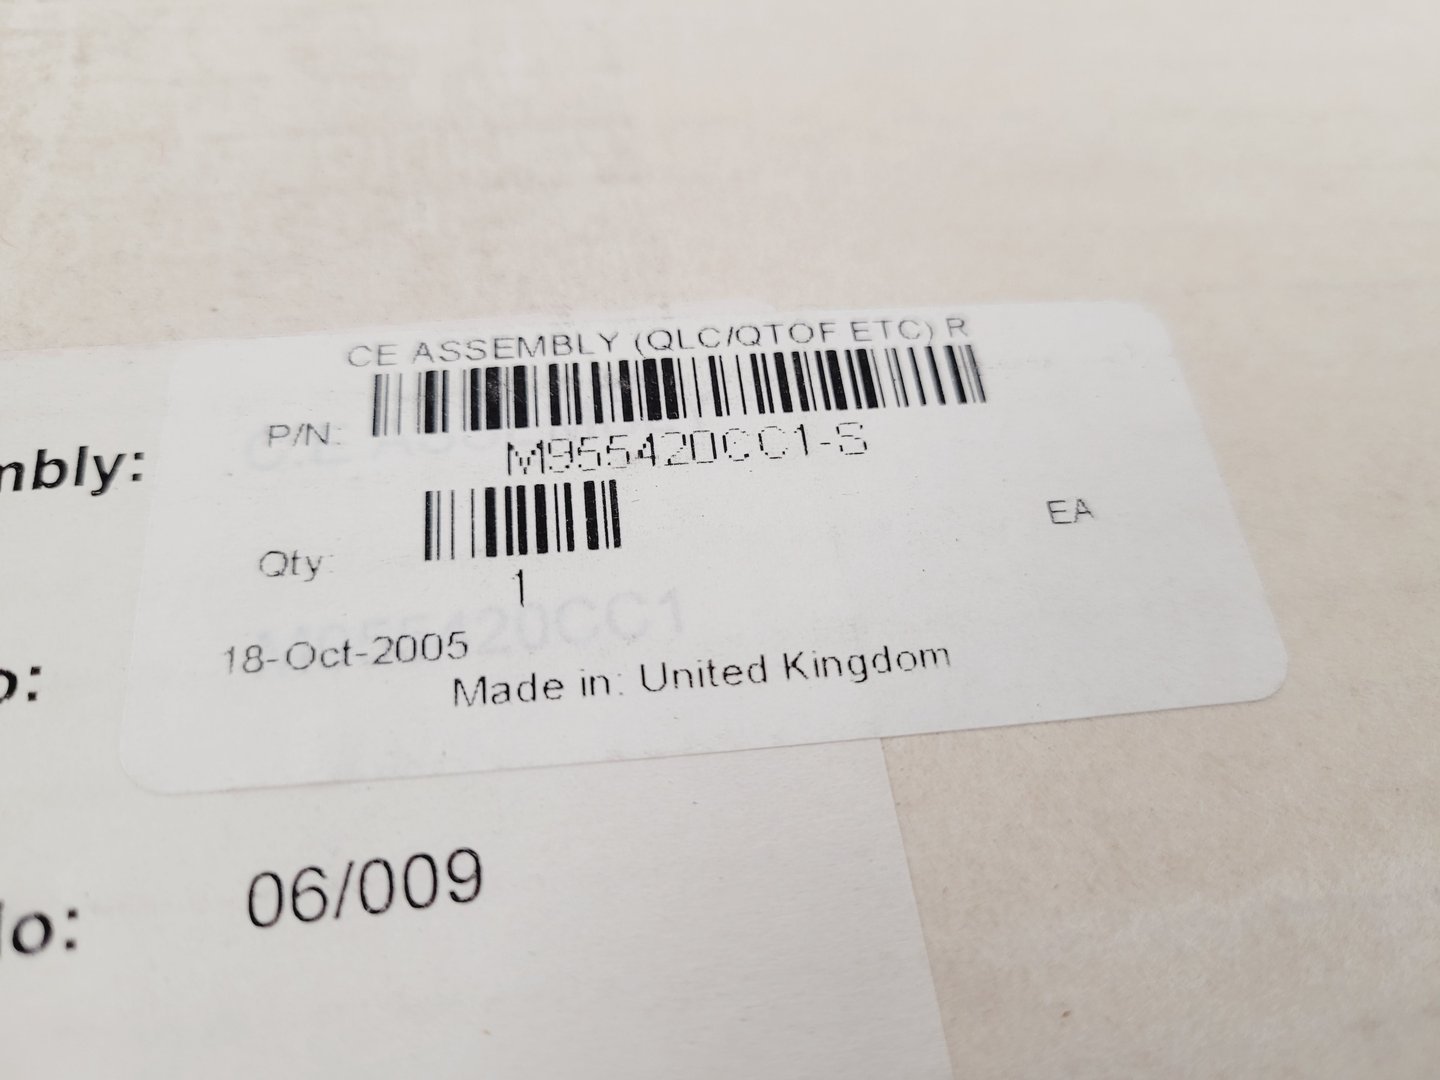 CE ASSEMBLY (QLC/QTOF ETC) R
P/N:
M955420CC1-S
mbly:
EA
Qty:
1
18-Oct-2005
Made in: United Kingdom
o:
06/009
lo: